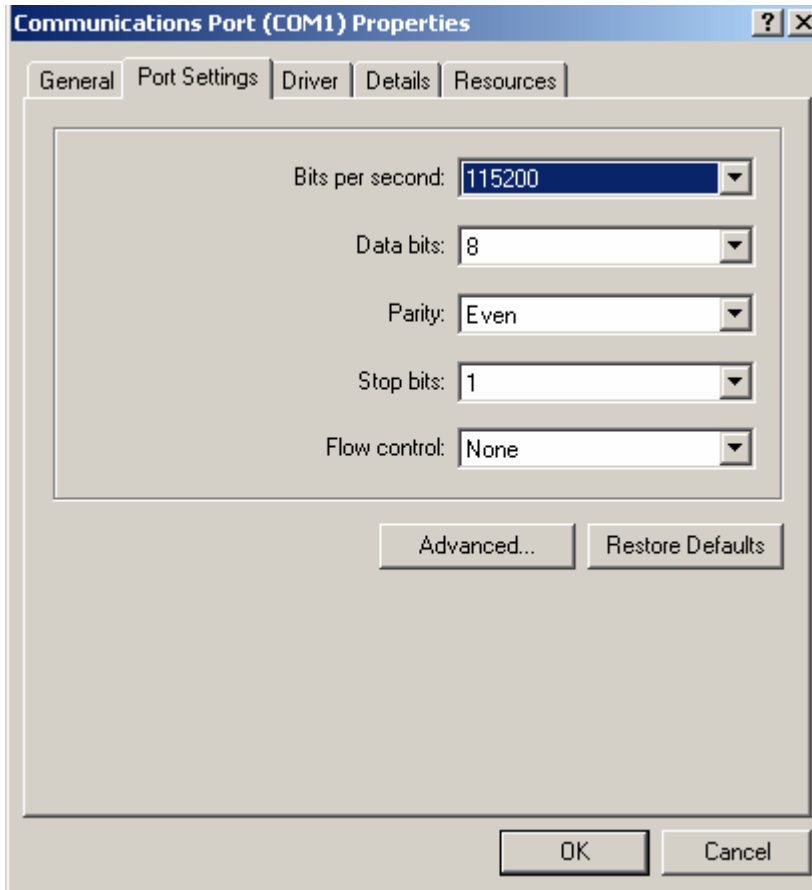 Communications Port (COM1) Properties
General Port Settings Driver Details Resources
Bits per second: 115200
Data bits: 8
Parity: Even
Stop bits: 1
Flow control: None
Advanced... Restore Defaults
OK Cancel